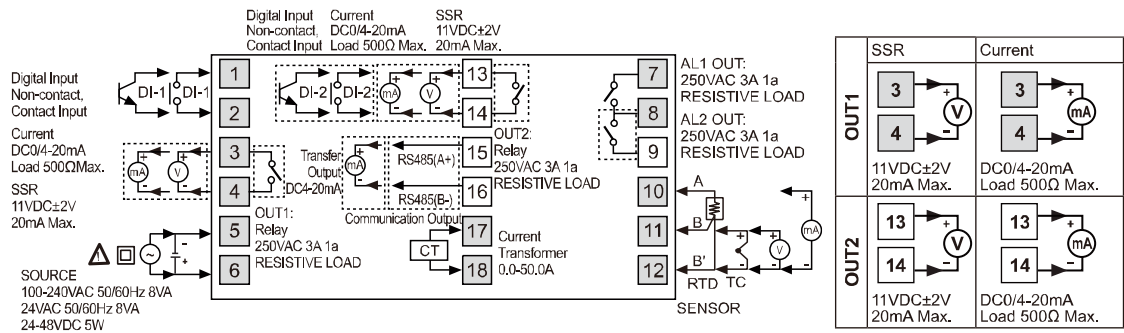 Digital Input
Non-contact,
Contact Input
Current
DC0/4-20mA
Load 500Ω Max.
SSR
11VDC±2V
20mA Max.
Digital Input
Non-contact,
Contact Input
DI-1
DI-1
1
2
Current
DC0/4-20mA
Load 500ΩMax.
SSR
11VDC±2V
20mA Max.
mA
+
-
V
+
-
3
4
OUT1:
Relay
250VAC 3A 1a
RESISTIVE LOAD
5
6
~
-
+
SOURCE
100-240VAC 50/60Hz 8VA
24VAC 50/60Hz 8VA
24-48VDC 5W
DI-2
DI-2
mA
+
-
V
+
-
13
14
Transfer
Output
DC4-20mA
mA
+
-
RS485(A+)
RS485(B-)
Communication Output
15
16
OUT2:
Relay
250VAC 3A 1a
RESISTIVE LOAD
CT
17
18
Current
Transformer
0.0-50.0A
7
8
9
AL1 OUT:
250VAC 3A 1a
RESISTIVE LOAD
AL2 OUT:
250VAC 3A 1a
RESISTIVE LOAD
10
11
12
A
B
B'
RTD
TC
+
-
V
+
-
mA
+
-
SENSOR
SSR
Current
OUT1
3
4
+
-
V
11VDC±2V
20mA Max.
3
4
+
-
mA
DC0/4-20mA
Load 500Ω Max.
OUT2
13
14
+
-
V
11VDC±2V
20mA Max.
13
14
+
-
mA
DC0/4-20mA
Load 500Ω Max.